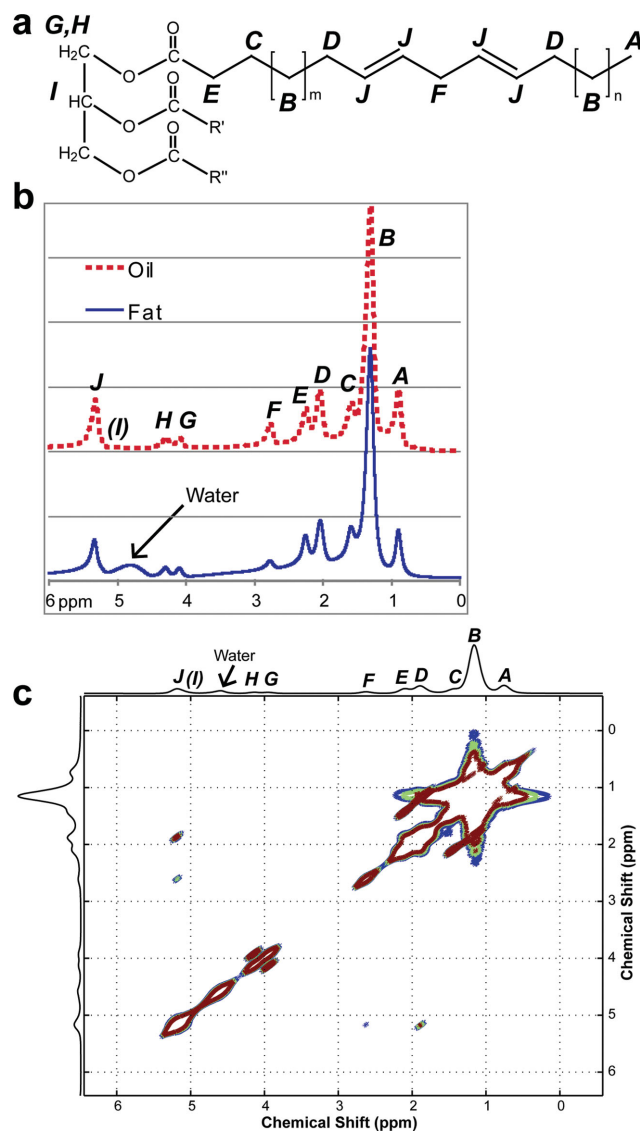 a
G,H
H₂C
O
C
O
C
E
[
B
]m
D
J
J
J
F
J
D
[
B
]n
A
I
HC
O
O
C
R'
H₂C
O
O
C
R"
b
Oil
Fat
B
J
(I)
H
G
F
E
D
C
A
Water
6 ppm
5
4
3
2
1
0
c
B
Water
J (I)
H
G
F
E
D
C
A
0
1
2
3
4
5
6
Chemical Shift (ppm)
6
5
4
3
2
1
0
Chemical Shift (ppm)